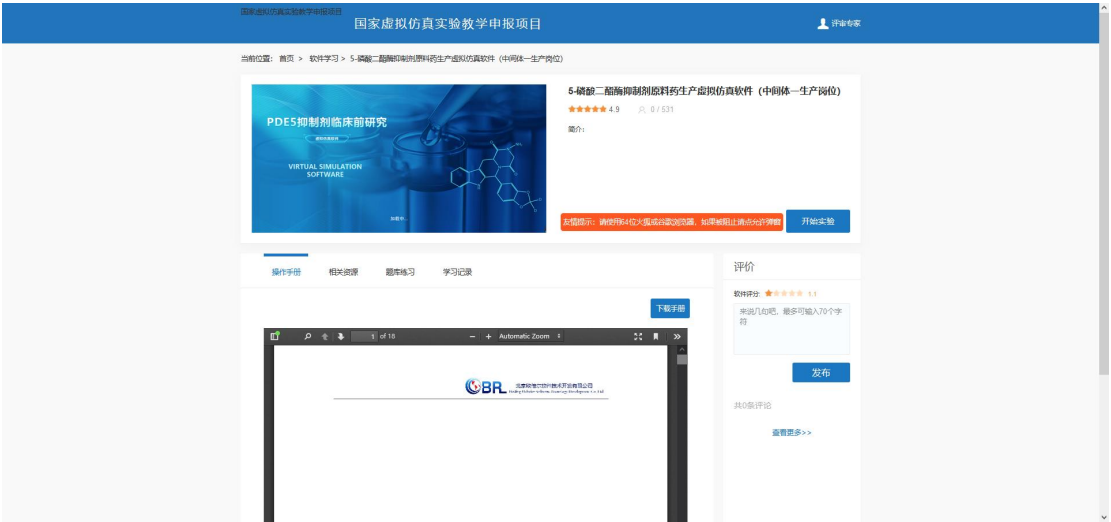 国家虚拟仿真实验教学申报项目
国家虚拟仿真实验教学申报项目
评审专家
当前位置: 首页 > 软件学习 > 5-磷酸二酯酶抑制剂原料药生产虚拟仿真软件 (中间体一生产岗位)
PDE5抑制剂临床前研究
VIRTUAL SIMULATION
SOFTWARE
加载中...
5-磷酸二酯酶抑制剂原料药生产虚拟仿真软件 (中间体一生产岗位)
4.9 0 / 531
简介:
友情提示: 请使用64位火狐或谷歌浏览器, 如果被阻止请点允许弹窗
开始实验
操作手册 相关资源 题库练习 学习记录
下载手册
1 of 16
Automatic Zoom
BR
评价
软件评分: 1.1
来说几句吧, 最多可输入70个字
符
发布
共0条评论
查看更多>>